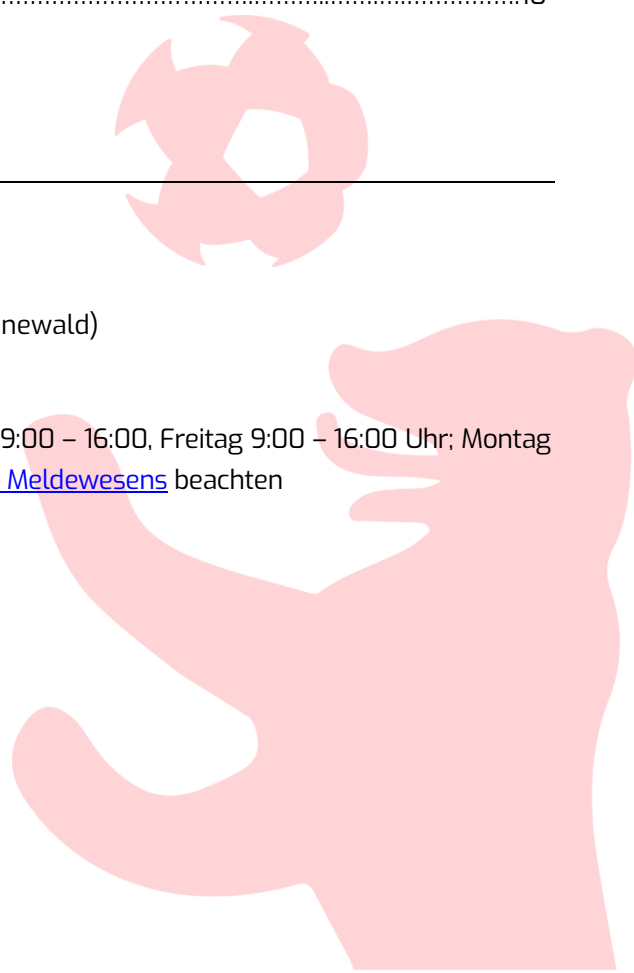 newald)
9:00 – 16:00, Freitag 9:00 – 16:00 Uhr; Montag
Meldewesens beachten